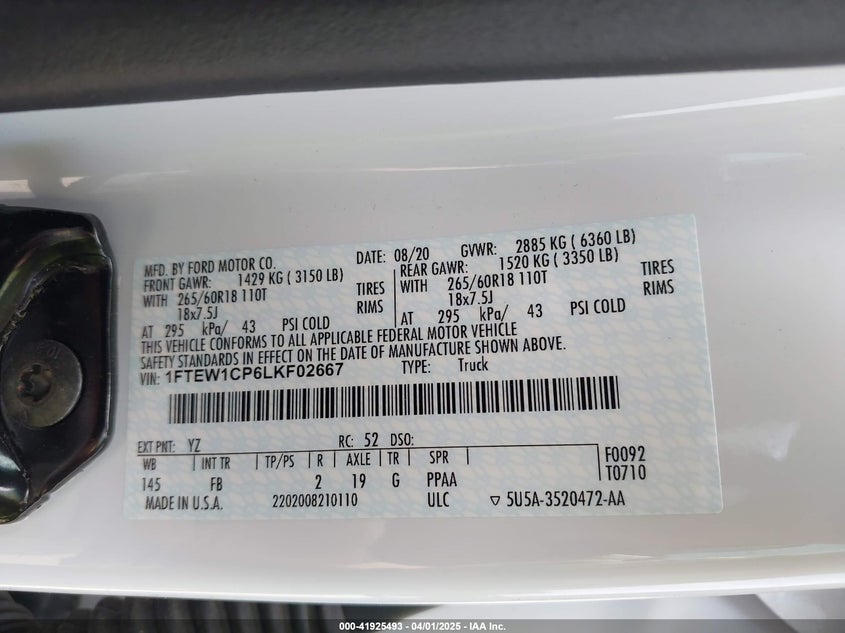 MFD. BY FORD MOTOR CO. DATE: 08/20 GVWR: 2885 KG ( 6360 LB)
FRONT GAWR: 1429 KG ( 3150 LB) REAR GAWR: 1520 KG ( 3350 LB)
WITH 265/60R18 110T TIRES WITH 265/60R18 110T TIRES
18x7.5J RIMS 18x7.5J RIMS
AT 295 kPa/ 43 PSI COLD AT 295 kPa/ 43 PSI COLD
THIS VEHICLE CONFORMS TO ALL APPLICABLE FEDERAL MOTOR VEHICLE
SAFETY STANDARDS IN EFFECT ON THE DATE OF MANUFACTURE SHOWN ABOVE.
VIN: 1FTEW1CP6LKF02667 TYPE: Truck
EXT PNT: YZ RC: 52 DSO:
WB INT TR TP/PS R AXLE TR SPR F0092
145 FB 2 19 G PPAA T0710
MADE IN U.S.A. 2202008210110 ULC ▽ 5U5A-3520472-AA
000-41925493 - 04/01/2025 - © IAA Inc.